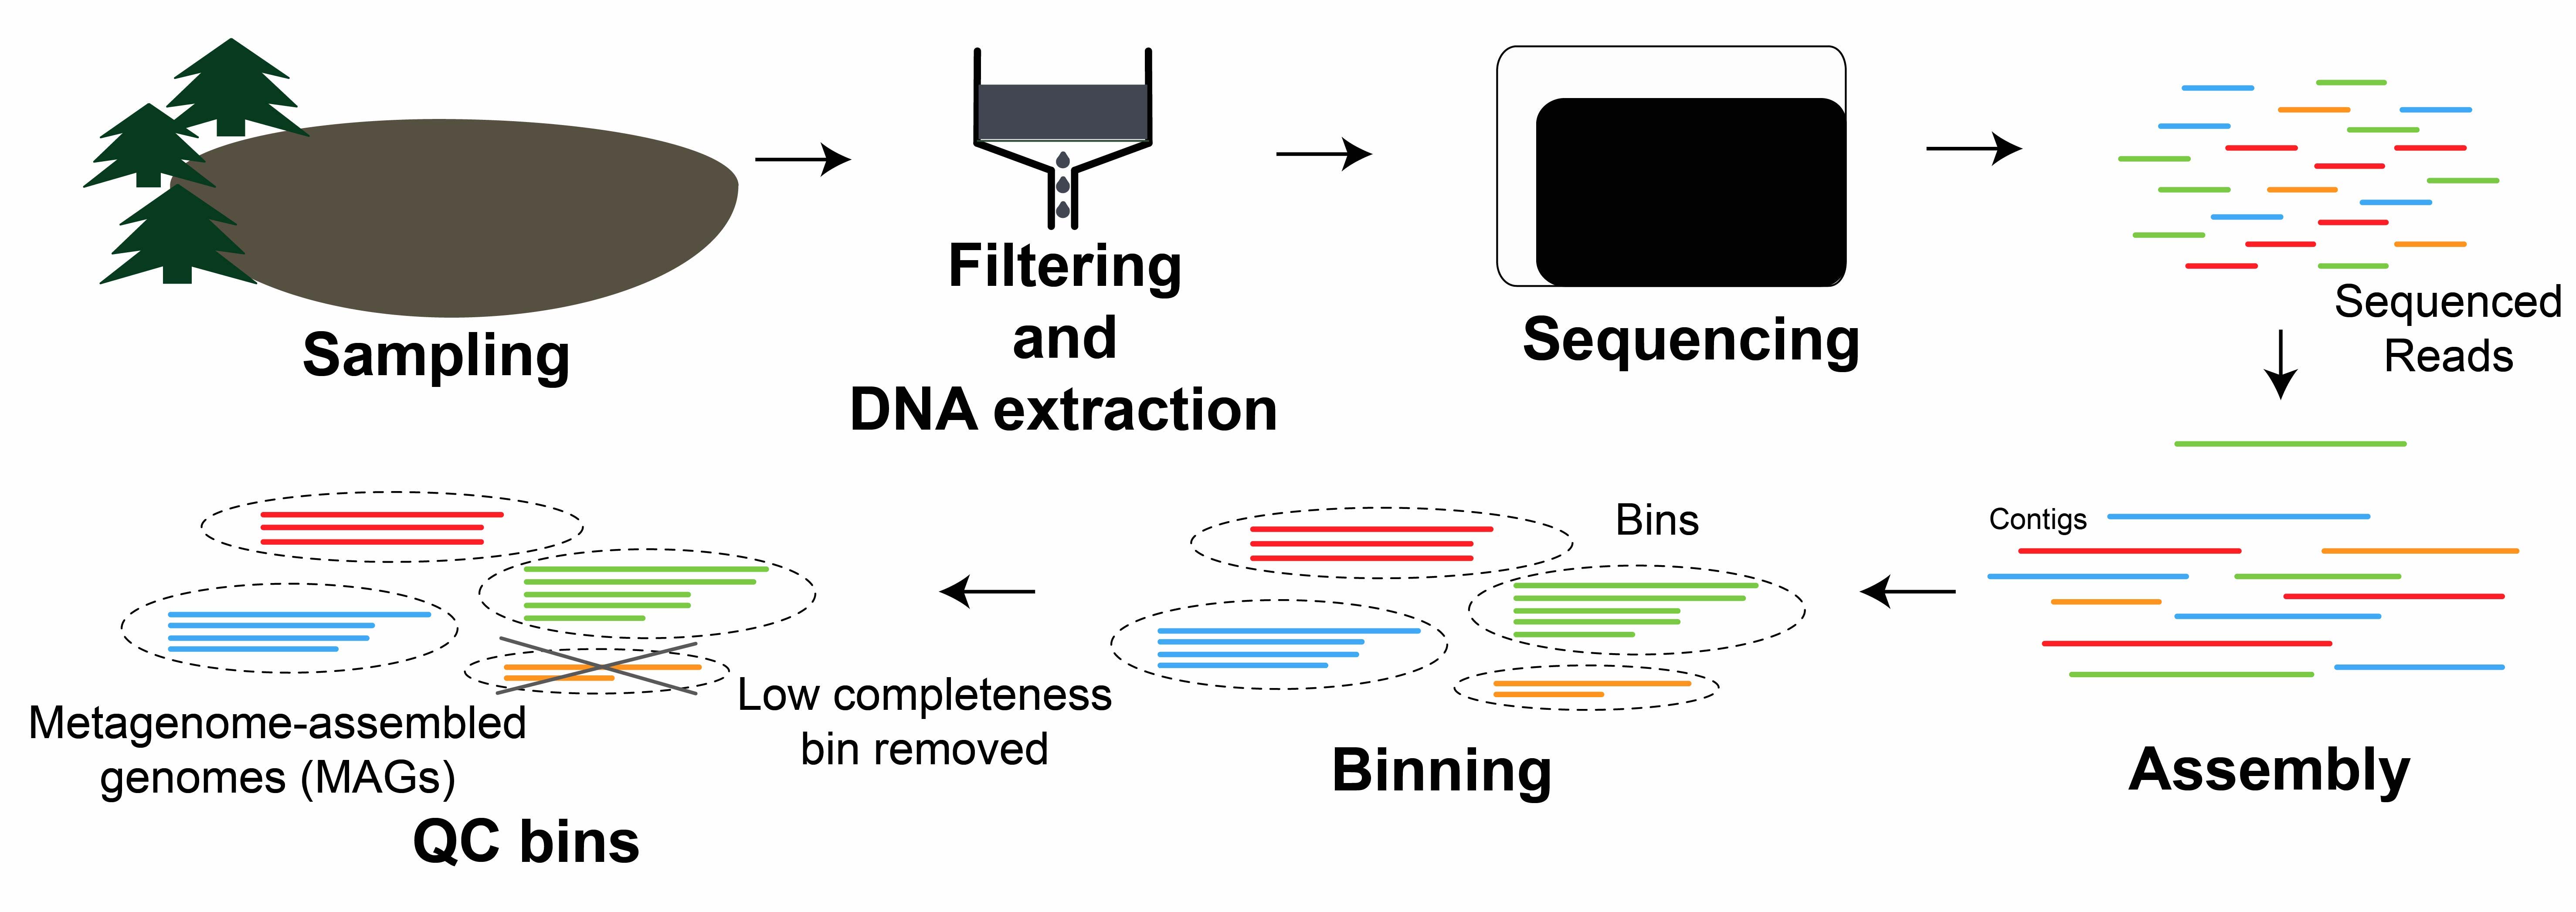 Sampling
Filtering
and
DNA extraction
Sequencing
Sequenced
Reads
Contigs
Assembly
Bins
Binning
Low completeness
bin removed
Metagenome-assembled
genomes (MAGs)
QC bins